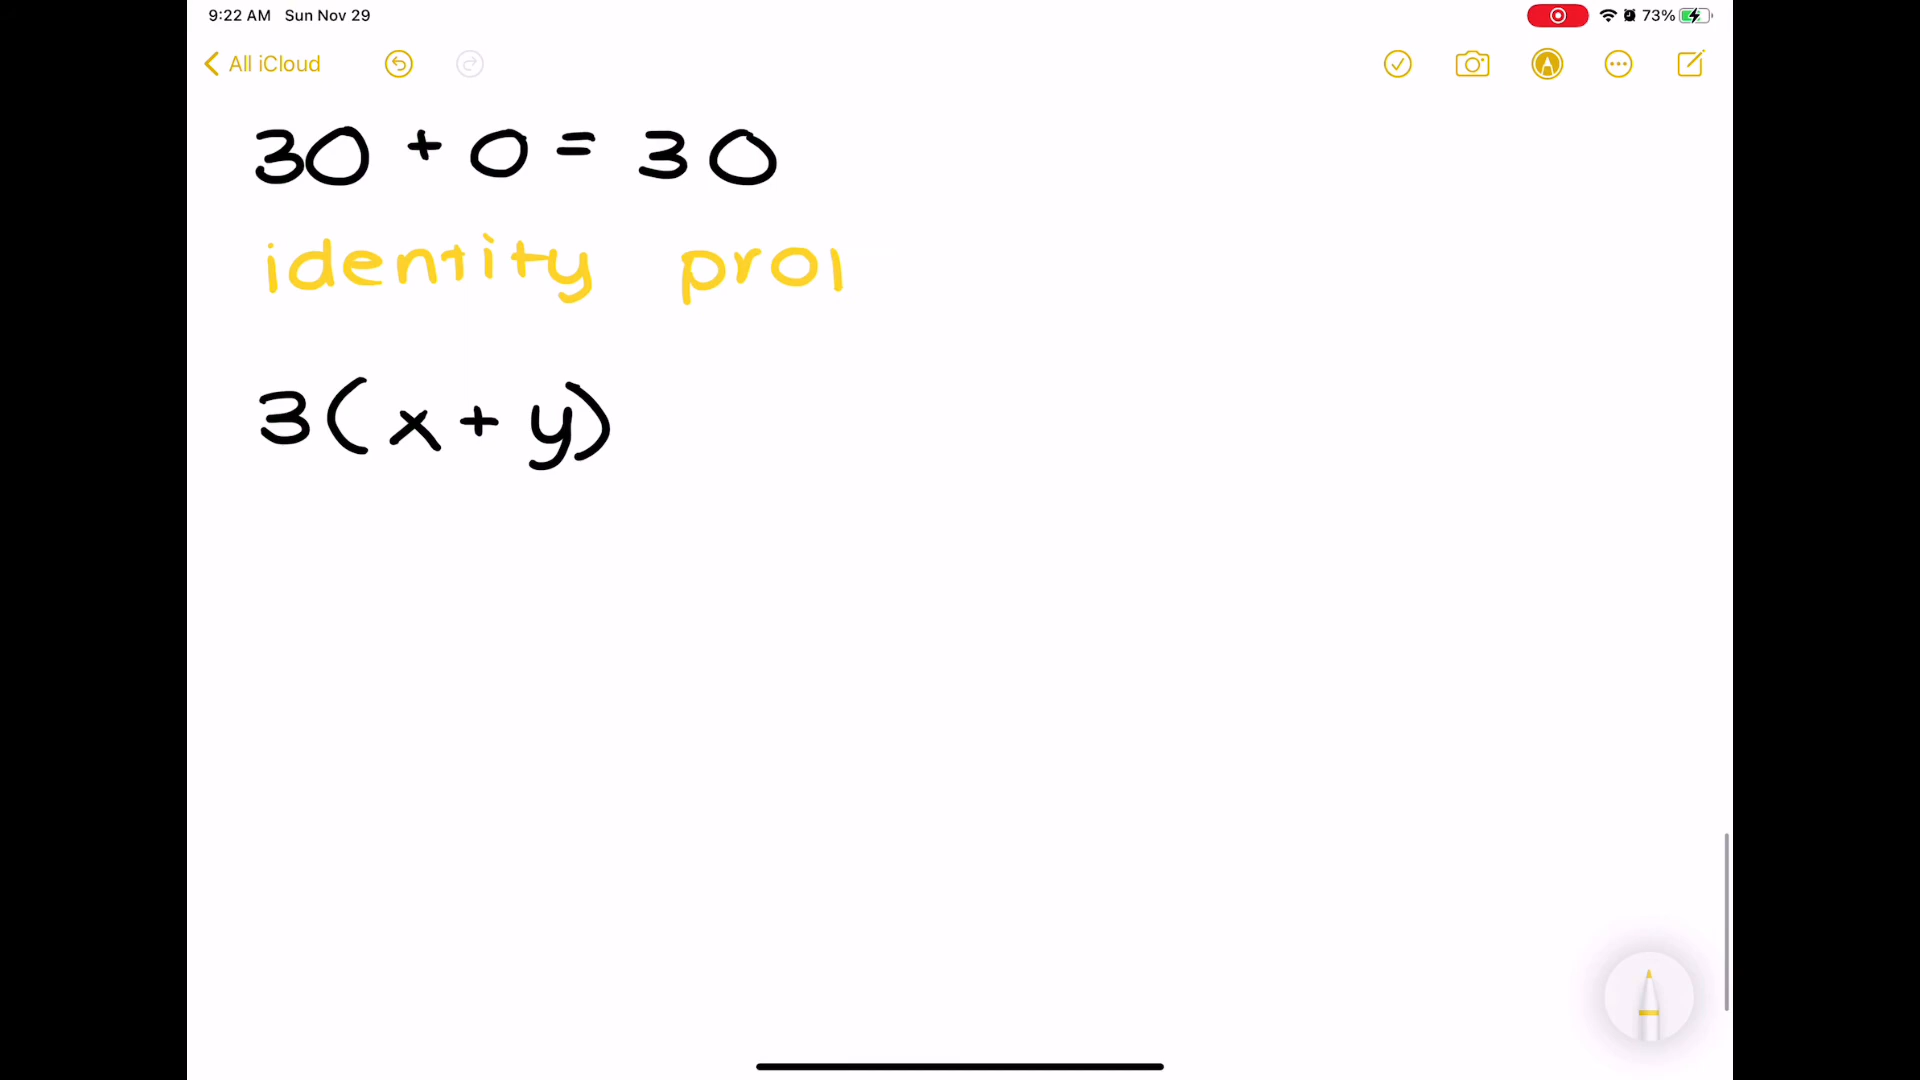 9:22 AM Sun Nov 29
73%
All iCloud
30 + 0 = 30
identity prol
3(x + y)